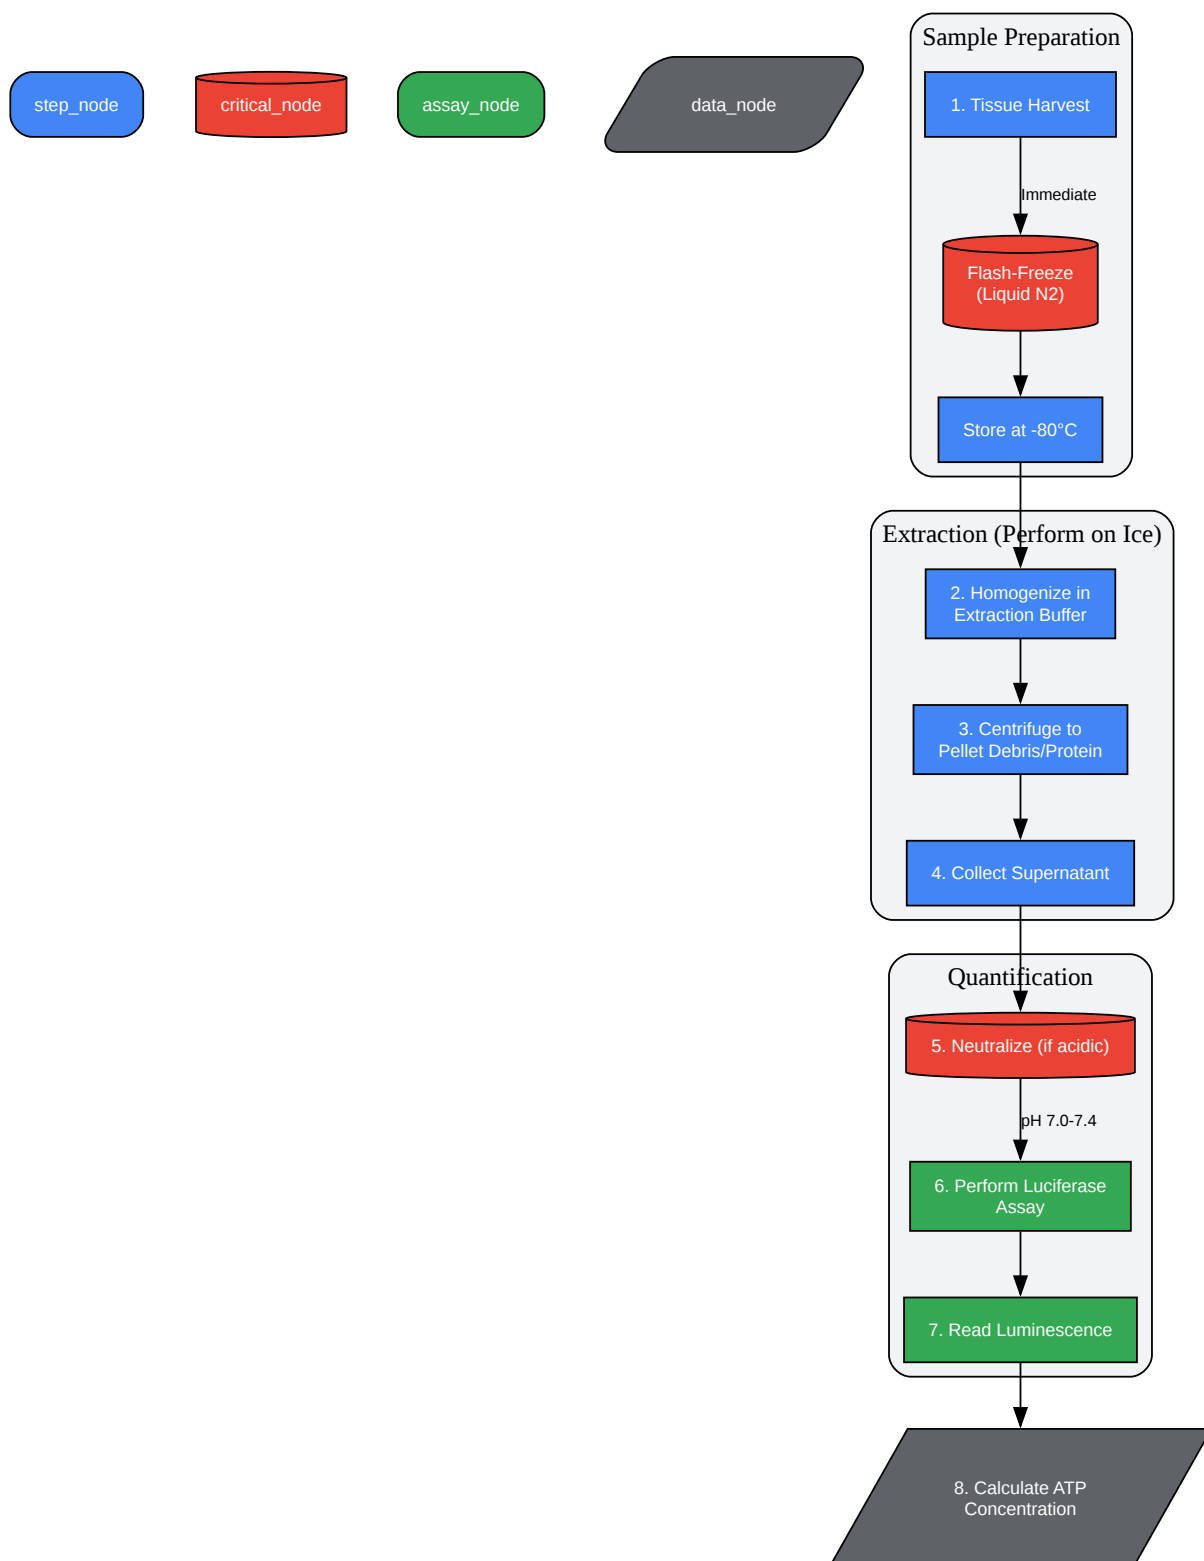 step_node
critical_node
assay_node
data_node
Sample Preparation
1. Tissue Harvest
Immediate
Flash-Freeze
(Liquid N2)
Store at -80°C
Extraction (Perform on Ice)
2. Homogenize in
Extraction Buffer
3. Centrifuge to
Pellet Debris/Protein
4. Collect Supernatant
Quantification
5. Neutralize (if acidic)
pH 7.0-7.4
6. Perform Luciferase
Assay
7. Read Luminescence
8. Calculate ATP
Concentration